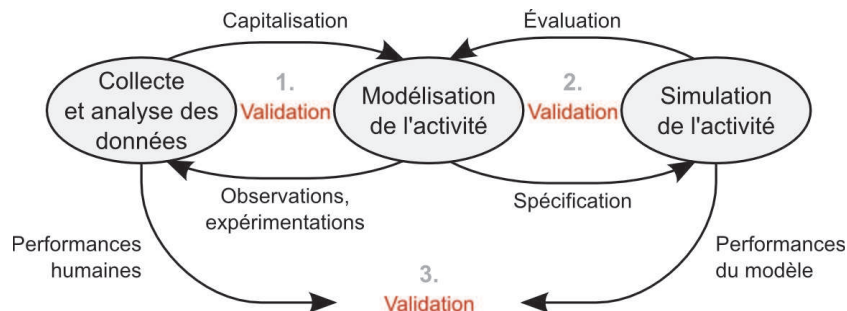 Capitalisation
Évaluation
Collecte
et analyse des
données
1.
Validation
Modélisation
de l'activité
2.
Validation
Simulation
de l'activité
Observations,
expérimentations
Spécification
Performances
humaines
Performances
du modèle
3.
Validation